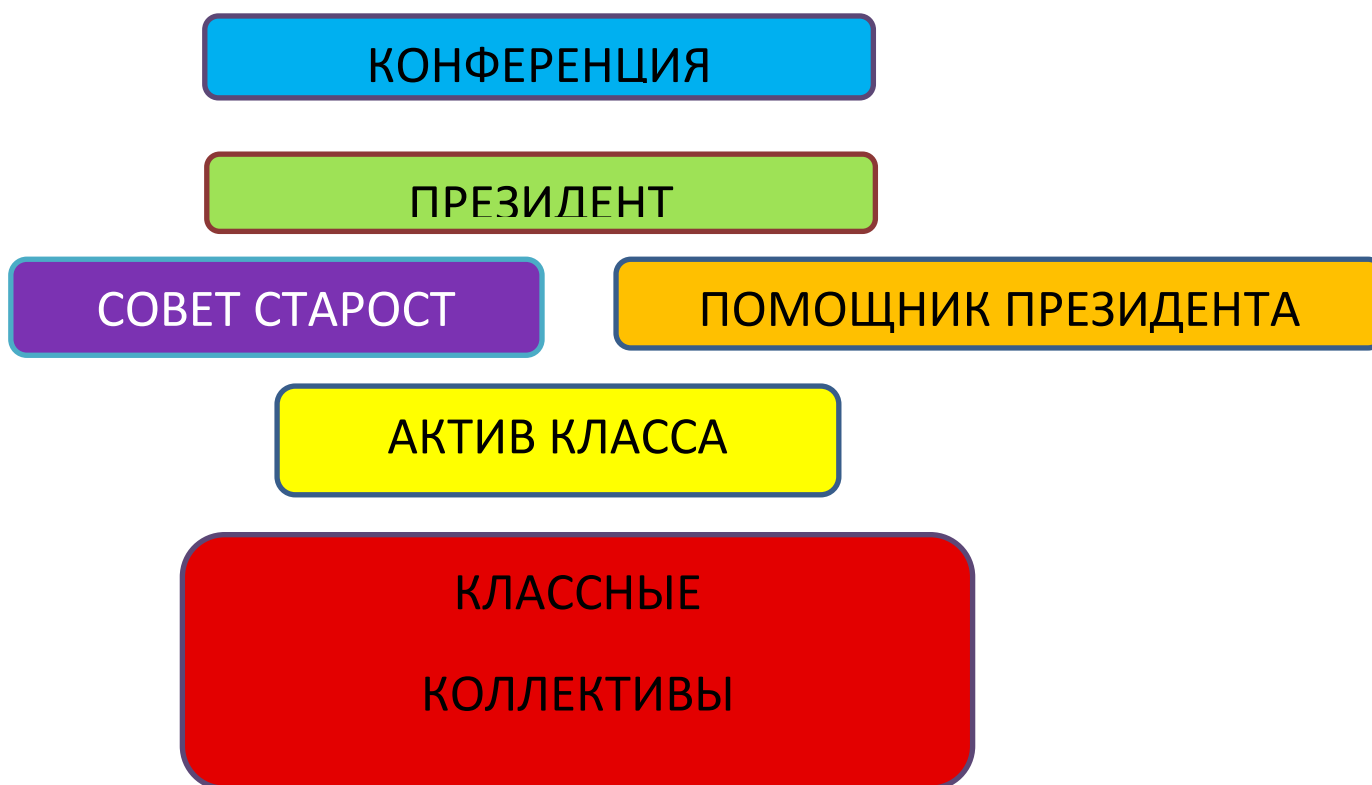 КОНФЕРЕНЦИЯ
ПРЕЗИДЕНТ
СОВЕТ СТАРОСТ
ПОМОЩНИК ПРЕЗИДЕНТА
АКТИВ КЛАССА
КЛАССНЫЕ
КОЛЛЕКТИВЫ